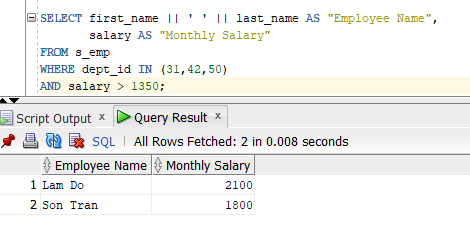 SELECT first_name || ' ' || last_name AS "Employee Name",
salary AS "Monthly Salary"
FROM s_emp
WHERE dept_id IN (31,42,50)
AND salary > 1350;
Script Output x Query Result x
SQL | All Rows Fetched: 2 in 0.008 seconds
Employee Name Monthly Salary
1 Lam Do 2100
2 Son Tran 1800